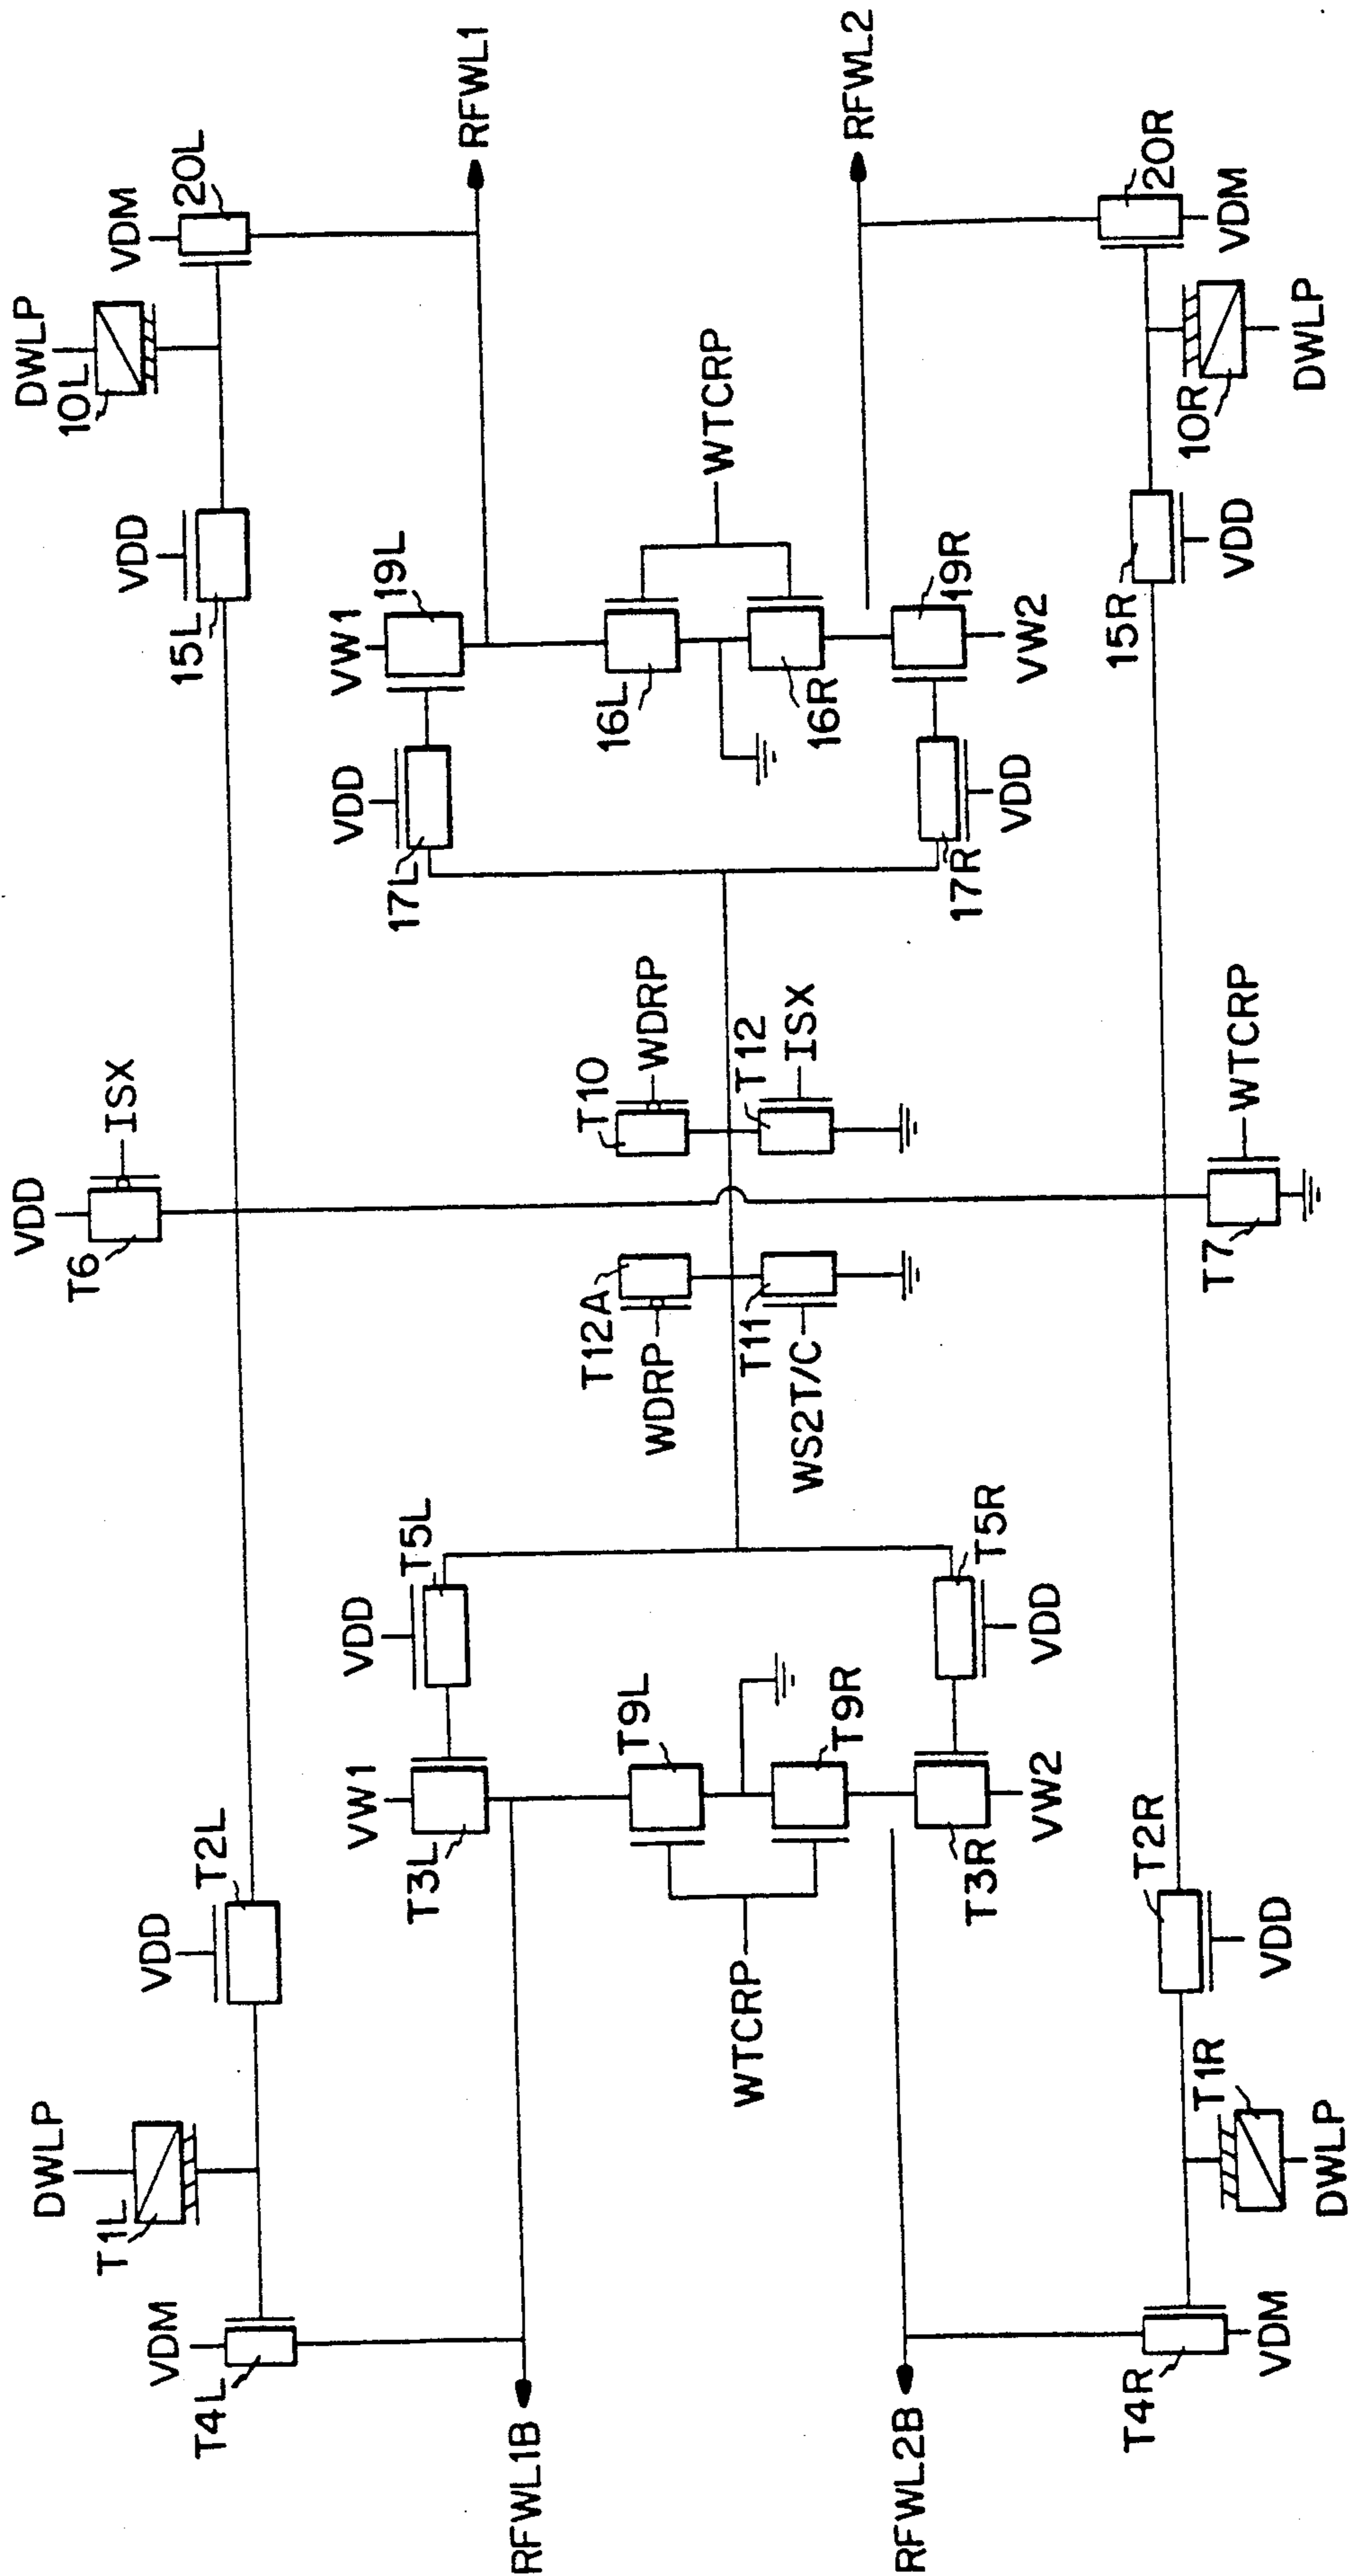 DWLP
VDD
DWLP
T1L
T6
ISX
10L
VDM
VDM
VDD
VDD
T4L
T2L
15L
20L
VW1
VDD
VDD
VW1
T3L
T5L
17L
19L
RFWL1
RFWL1B
T12A
T10
16L
T9L
WDRP
WDRP
WTCRP
WTCRP
T11
T12
WS2T/C
ISX
16R
T9R
RFWL2
RFWL2B
T3R
T5R
17R
19R
VW2
VDD
VDD
VW2
T4R
T2R
15R
20R
T1R
T7
WTCRP
10R
VDM
VDD
VDD
VDM
DWLP
DWLP